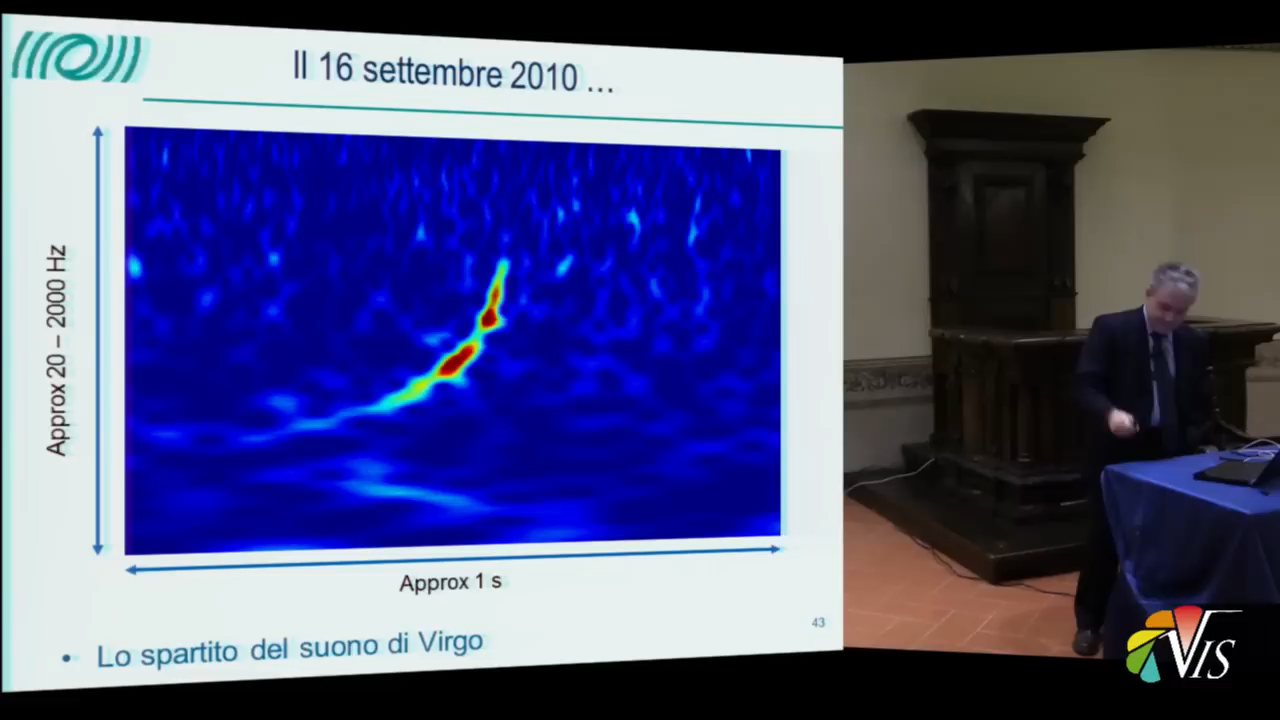 Il 16 settembre 2010 ...
Approx 20 – 2000 Hz
Approx 1 s
43
• Lo spartito del suono di Virgo
VIS